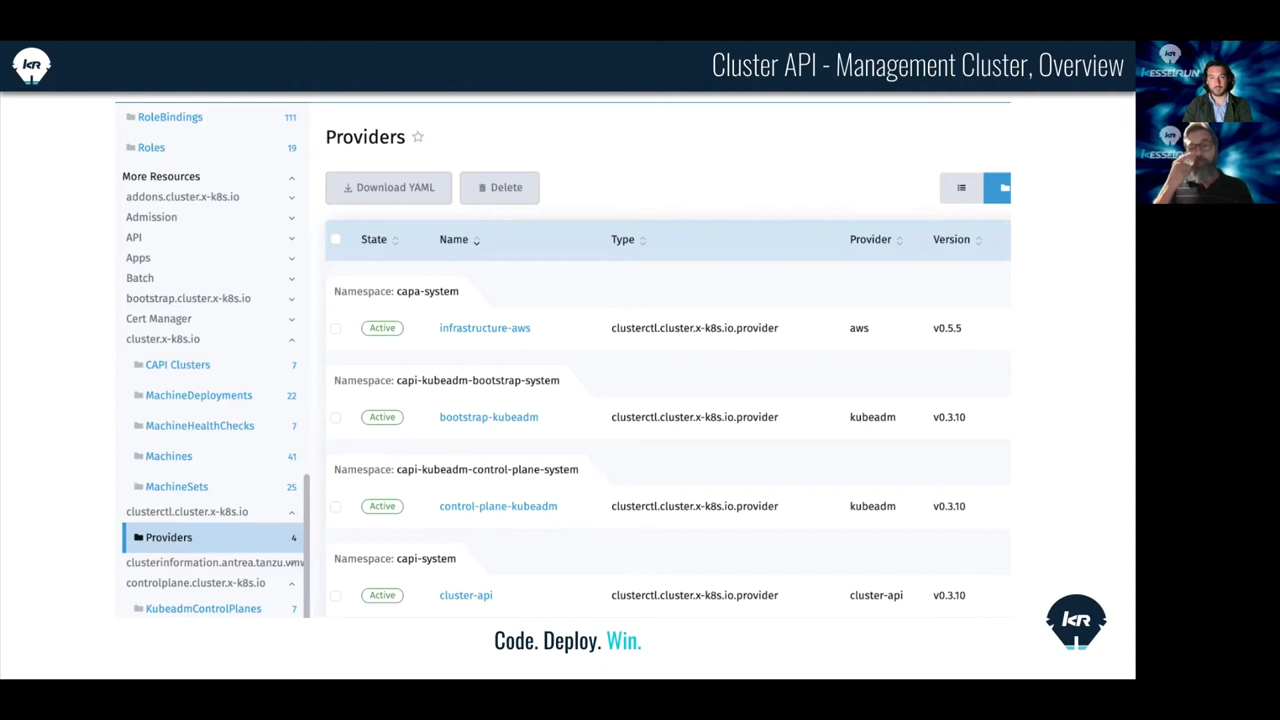 KR
Cluster API - Management Cluster, Overview
KESSELRUN
RoleBindings 111
Roles 19
More Resources
addons.cluster.x-k8s.io
Admission
API
Apps
Batch
bootstrap.cluster.x-k8s.io
Cert Manager
cluster.x-k8s.io
CAPI Clusters 7
MachineDeployments 22
MachineHealthChecks 7
Machines 41
MachineSets 25
clusterctl.cluster.x-k8s.io
Providers 4
clusterinformation.antrea.tanzu.vmw
controlplane.cluster.x-k8s.io
KubeadmControlPlanes 7
Providers
Download YAML Delete
State Name Type Provider Version
Namespace: capa-system
Active infrastructure-aws clusterctl.cluster.x-k8s.io.provider aws v0.5.5
Namespace: capi-kubeadm-bootstrap-system
Active bootstrap-kubeadm clusterctl.cluster.x-k8s.io.provider kubeadm v0.3.10
Namespace: capi-kubeadm-control-plane-system
Active control-plane-kubeadm clusterctl.cluster.x-k8s.io.provider kubeadm v0.3.10
Namespace: capi-system
Active cluster-api clusterctl.cluster.x-k8s.io.provider cluster-api v0.3.10
Code. Deploy. Win.
KR